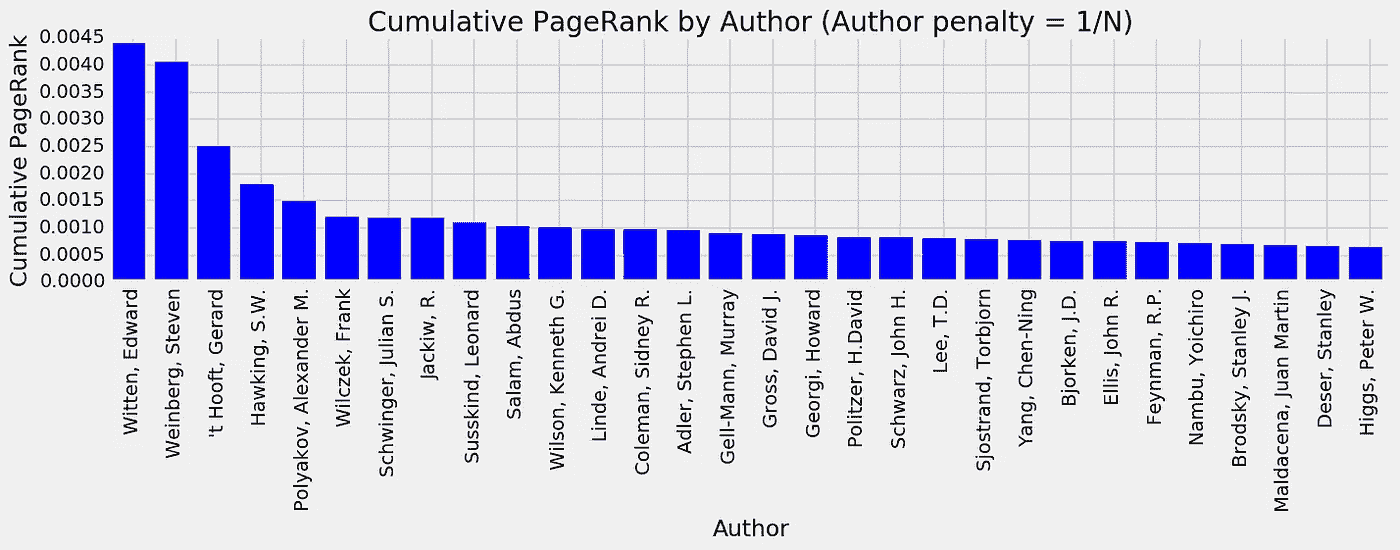 Cumulative PageRank by Author (Author penalty = 1/N)
Cumulative PageRank
0.0045
0.0040
0.0035
0.0030
0.0025
0.0020
0.0015
0.0010
0.0005
0.0000
Witten, Edward
Weinberg, Steven
't Hooft, Gerard
Hawking, S.W.
Polyakov, Alexander M.
Wilczek, Frank
Schwinger, Julian S.
Jackiw, R.
Susskind, Leonard
Salam, Abdus
Wilson, Kenneth G.
Linde, Andrei D.
Coleman, Sidney R.
Adler, Stephen L.
Gell-Mann, Murray
Gross, David J.
Georgi, Howard
Politzer, H.David
Schwarz, John H.
Lee, T.D.
Sjostrand, Torbjorn
Yang, Chen-Ning
Bjorken, J.D.
Ellis, John R.
Feynman, R.P.
Nambu, Yoichiro
Brodsky, Stanley J.
Maldacena, Juan Martin
Deser, Stanley
Higgs, Peter W.
Author